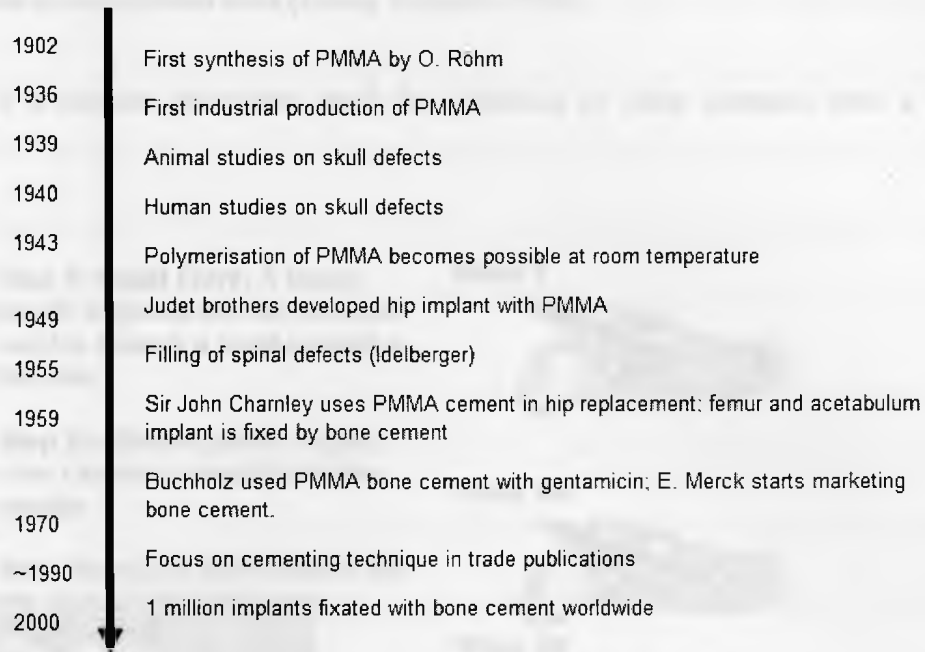 1902
First synthesis of PMMA by O. Röhm
1936
First industrial production of PMMA
1939
Animal studies on skull defects
1940
Human studies on skull defects
1943
Polymerisation of PMMA becomes possible at room temperature
1949
Judet brothers developed hip implant with PMMA
1955
Filling of spinal defects (Idelberger)
1959
Sir John Charnley uses PMMA cement in hip replacement; femur and acetabulum
implant is fixed by bone cement
1970
Buchholz used PMMA bone cement with gentamicin; E. Merck starts marketing
bone cement.
~1990
Focus on cementing technique in trade publications
2000
1 million implants fixated with bone cement worldwide